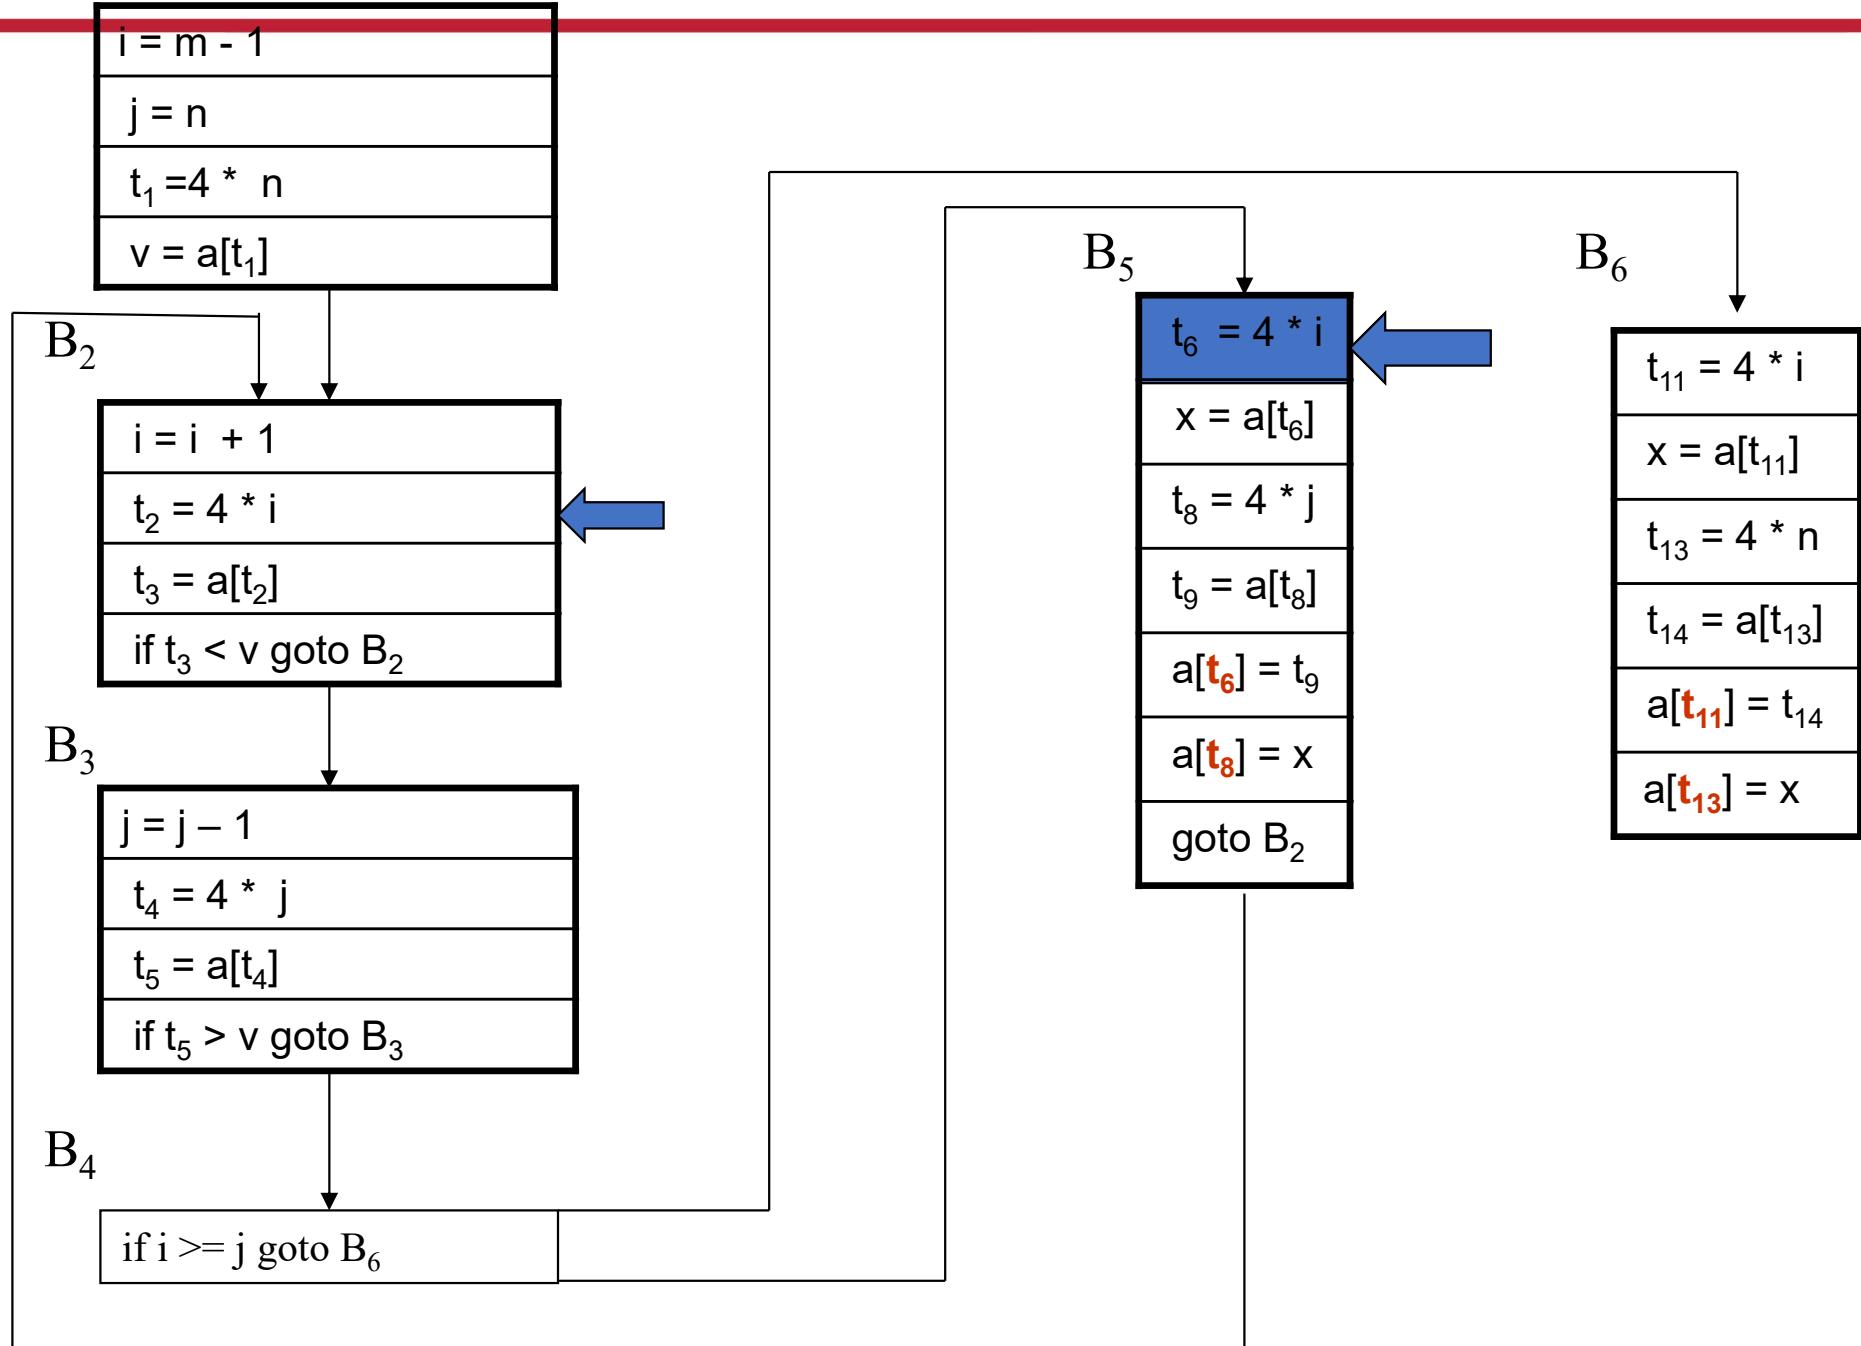 i = m - 1
j = n
t₁ =4 * n
v = a[t₁]
B₂
i = i + 1
t₂ = 4 * i
t₃ = a[t₂]
if t₃ < v goto B₂
B₃
j = j – 1
t₄ = 4 * j
t₅ = a[t₄]
if t₅ > v goto B₃
B₄
if i >= j goto B₆
B₅
t₆ = 4 * i
x = a[t₆]
t₈ = 4 * j
t₉ = a[t₈]
a[t₆] = t₉
a[t₈] = x
goto B₂
B₆
t₁₁ = 4 * i
x = a[t₁₁]
t₁₃ = 4 * n
t₁₄ = a[t₁₃]
a[t₁₁] = t₁₄
a[t₁₃] = x